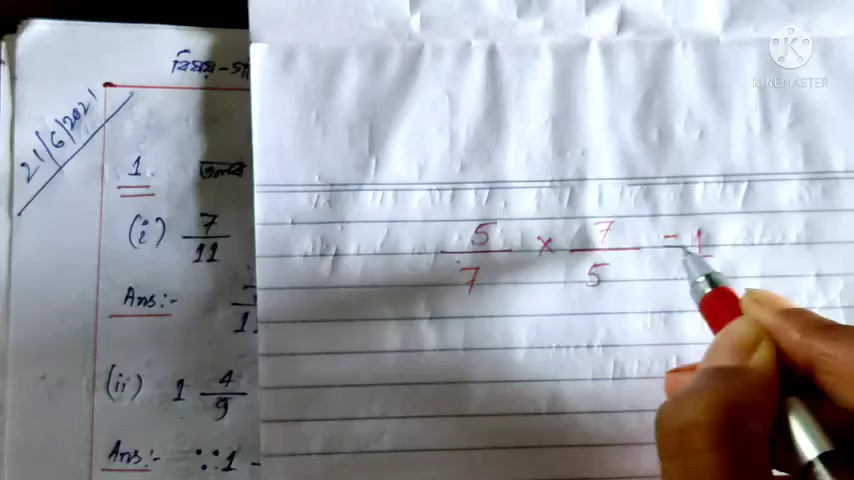 KINEMASTER
21/6/2021
বিষয় -
1.
(i) 7/11
Ans:-
(ii) 1 4/9
Ans:- ∵1 -
5/7 × 7/5 = 1